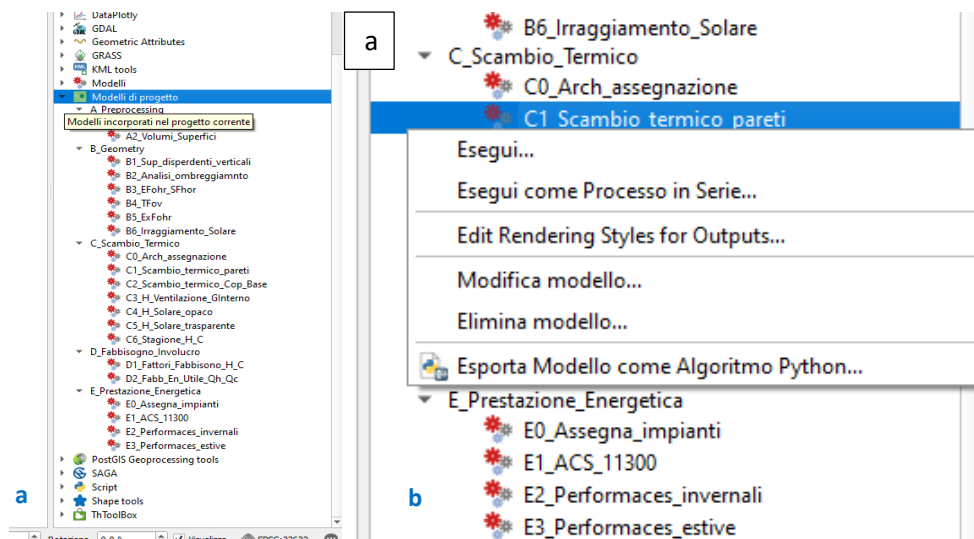 DataPlotly
GDAL
Geometric Attributes
GRASS
KML tools
Modelli
Modelli di progetto
A_Preprocessing
Modelli incorporati nel progetto corrente
A2_Volumi_Superfici
B_Geometry
B1_Sup_disperdenti_verticali
B2_Analisi_ombreggiamnto
B3_EFohr_SFhor
B4_TFov
B5_ExFohr
B6_Irraggiamento_Solare
C_Scambio_Termico
C0_Arch_assegnazione
C1_Scambio_termico_pareti
C2_Scambio_termico_Cop_Base
C3_H_Ventilazione_GInterno
C4_H_Solare_opaco
C5_H_Solare_trasparente
C6_Stagione_H_C
D_Fabbisogno_Involucro
D1_Fattori_Fabbisono_H_C
D2_Fabb_En_Utile_Qh_Qc
E_Prestazione_Energetica
E0_Assegna_impianti
E1_ACS_11300
E2_Performaces_invernali
E3_Performaces_estive
PostGIS Geoprocessing tools
SAGA
Script
Shape tools
ThToolBox
a
a
B6_Irraggiamento_Solare
C_Scambio_Termico
C0_Arch_assegnazione
C1_Scambio_termico_pareti
Esegui...
Esegui come Processo in Serie...
Edit Rendering Styles for Outputs...
Modifica modello...
Elimina modello...
Esporta Modello come Algoritmo Python...
E_Prestazione_Energetica
E0_Assegna_impianti
E1_ACS_11300
E2_Performaces_invernali
E3_Performaces_estive
b